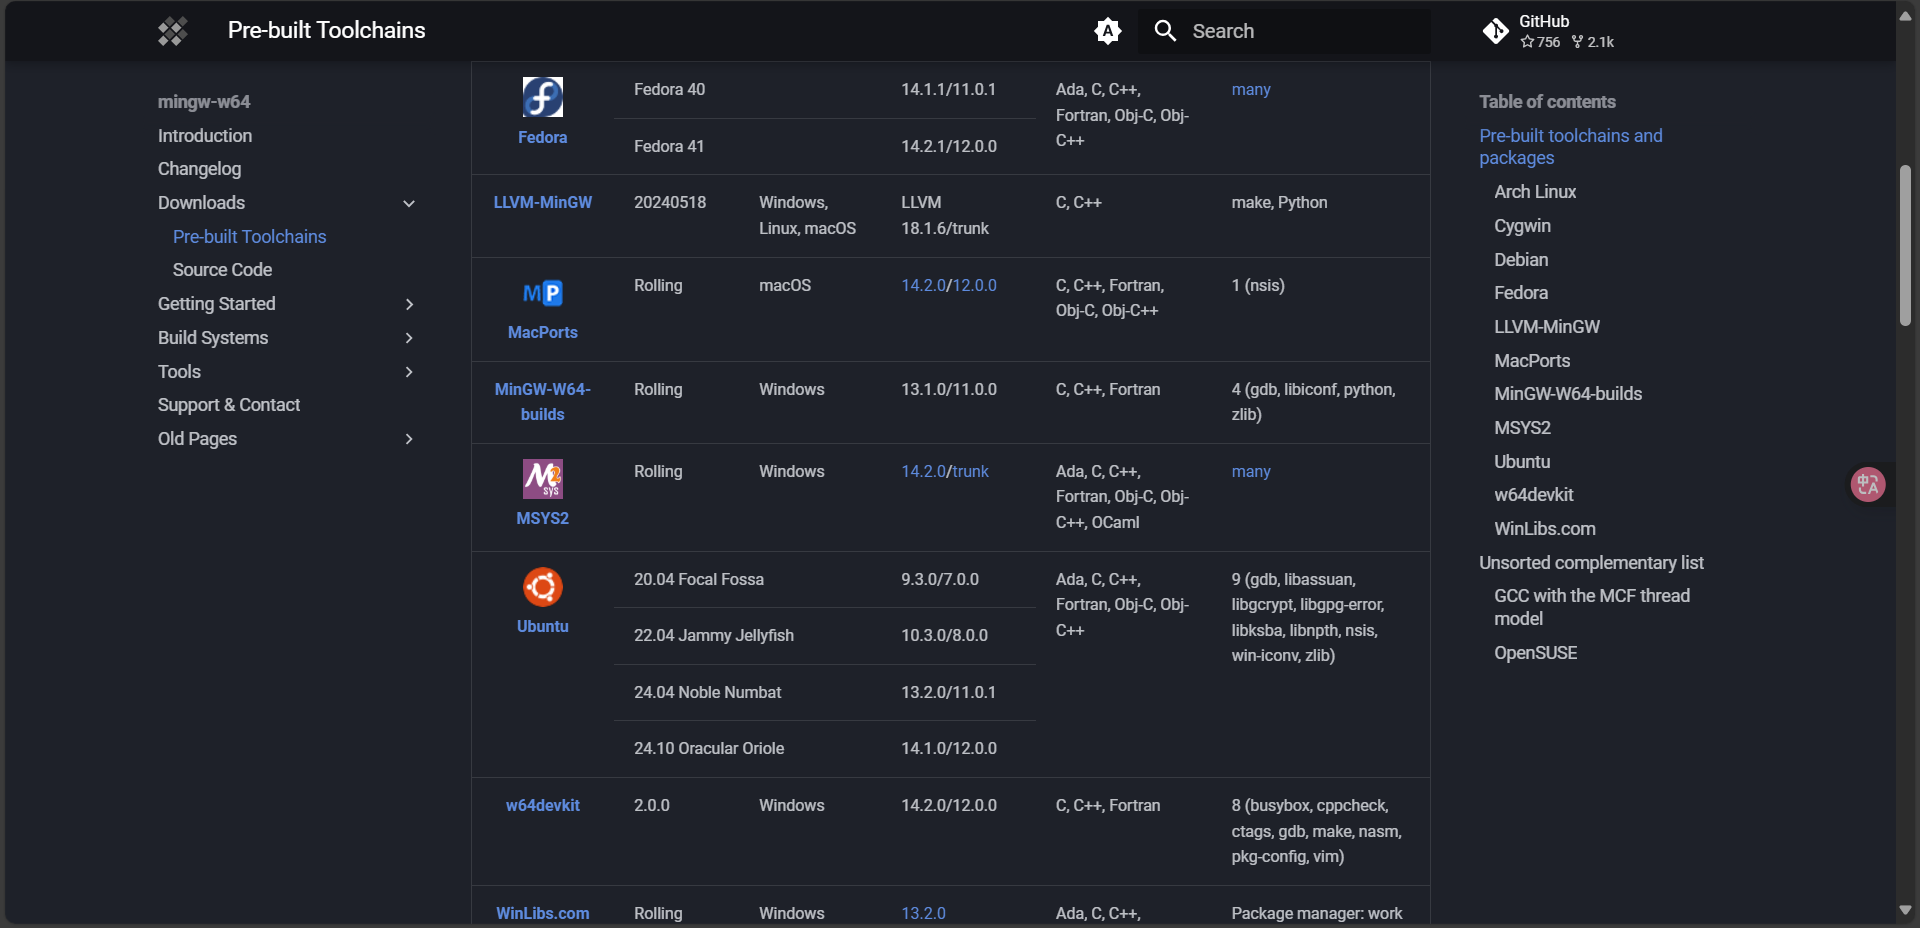 Pre-built Toolchains
A
Search
GitHub
756 2.1k
mingw-w64
Introduction
Changelog
Downloads
Pre-built Toolchains
Source Code
Getting Started
Build Systems
Tools
Support & Contact
Old Pages
Fedora
Fedora 40
14.1.1/11.0.1
Ada, C, C++,
Fortran, Obj-C, Obj-
C++
many
Fedora 41
14.2.1/12.0.0
LLVM-MinGW
20240518
Windows,
Linux, macOS
LLVM
18.1.6/trunk
C, C++
make, Python
MP
MacPorts
Rolling
macOS
14.2.0/12.0.0
C, C++, Fortran,
Obj-C, Obj-C++
1 (nsis)
MinGW-W64-
builds
Rolling
Windows
13.1.0/11.0.0
C, C++, Fortran
4 (gdb, libiconf, python,
zlib)
M2
sys
MSYS2
Rolling
Windows
14.2.0/trunk
Ada, C, C++,
Fortran, Obj-C, Obj-
C++, OCaml
many
Ubuntu
20.04 Focal Fossa
9.3.0/7.0.0
Ada, C, C++,
Fortran, Obj-C, Obj-
C++
9 (gdb, libassuan,
libgcrypt, libgpg-error,
libksba, libnpth, nsis,
win-iconv, zlib)
22.04 Jammy Jellyfish
10.3.0/8.0.0
24.04 Noble Numbat
13.2.0/11.0.1
24.10 Oracular Oriole
14.1.0/12.0.0
w64devkit
2.0.0
Windows
14.2.0/12.0.0
C, C++, Fortran
8 (busybox, cppcheck,
ctags, gdb, make, nasm,
pkg-config, vim)
WinLibs.com
Rolling
Windows
13.2.0
Ada, C, C++,
Package manager: work
Table of contents
Pre-built toolchains and
packages
Arch Linux
Cygwin
Debian
Fedora
LLVM-MinGW
MacPorts
MinGW-W64-builds
MSYS2
Ubuntu
w64devkit
WinLibs.com
Unsorted complementary list
GCC with the MCF thread
model
OpenSUSE
中A